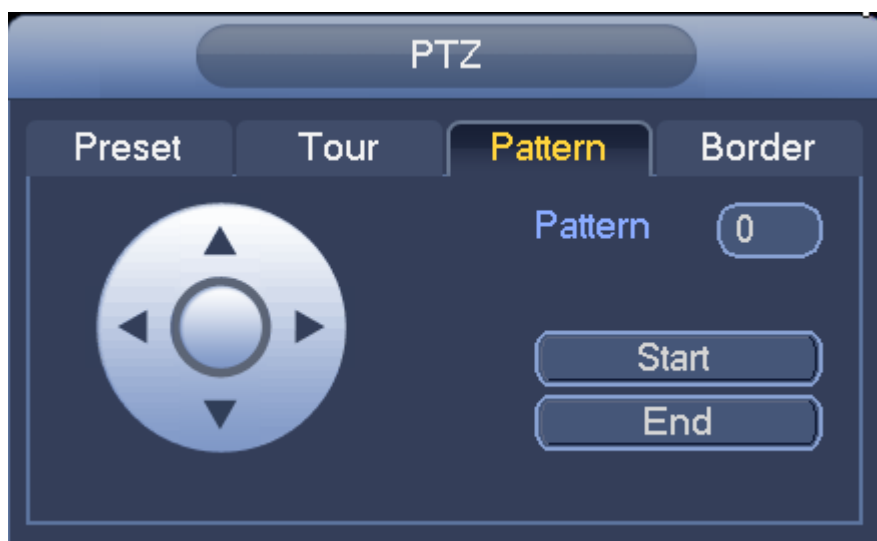 PTZ
Preset Tour Pattern Border
Pattern 0
Start
End